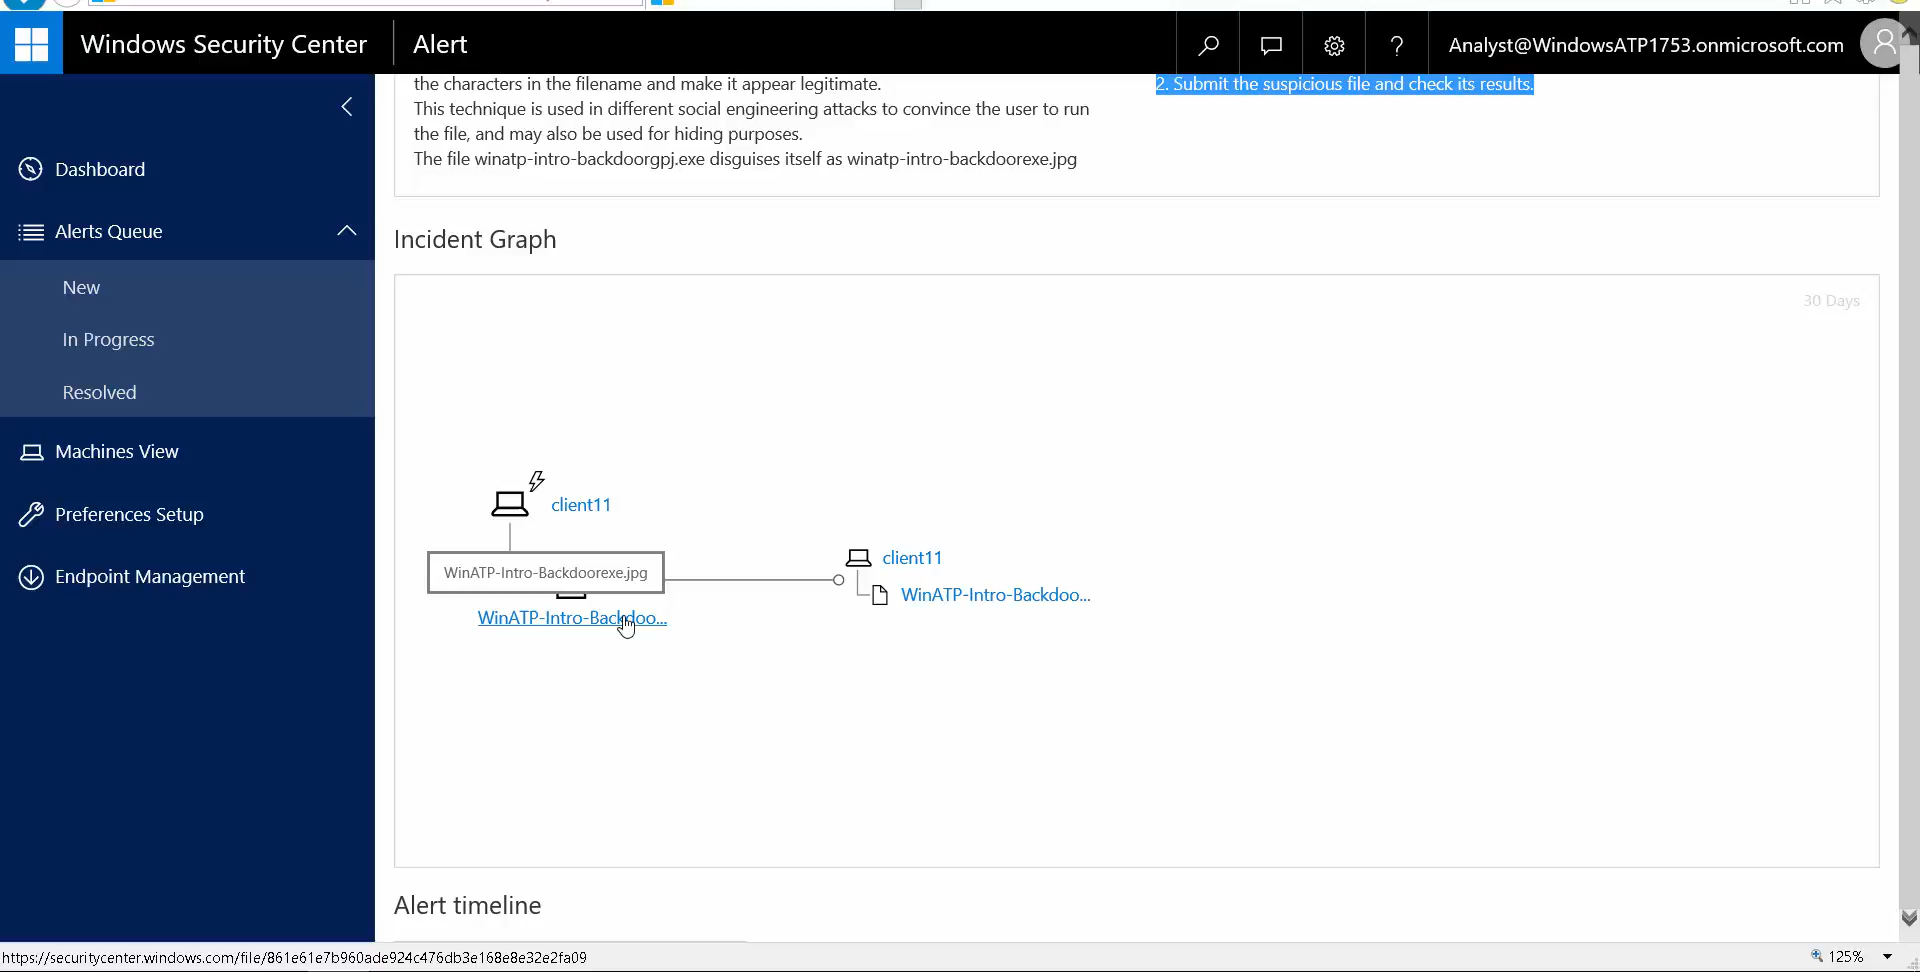 Windows Security Center
Alert
?
Analyst@WindowsATP1753.onmicrosoft.com
Dashboard
Alerts Queue
New
In Progress
Resolved
Machines View
Preferences Setup
Endpoint Management
the characters in the filename and make it appear legitimate.
This technique is used in different social engineering attacks to convince the user to run
the file, and may also be used for hiding purposes.
The file winatp-intro-backdoorgpj.exe disguises itself as winatp-intro-backdoorexe.jpg
2. Submit the suspicious file and check its results.
Incident Graph
30 Days
client11
WinATP-Intro-Backdoorexe.jpg
WinATP-Intro-Backdoo...
client11
WinATP-Intro-Backdoo...
Alert timeline
https://securitycenter.windows.com/file/861e61e7b960ade924c476db3e168e8e32e2fa09
125%